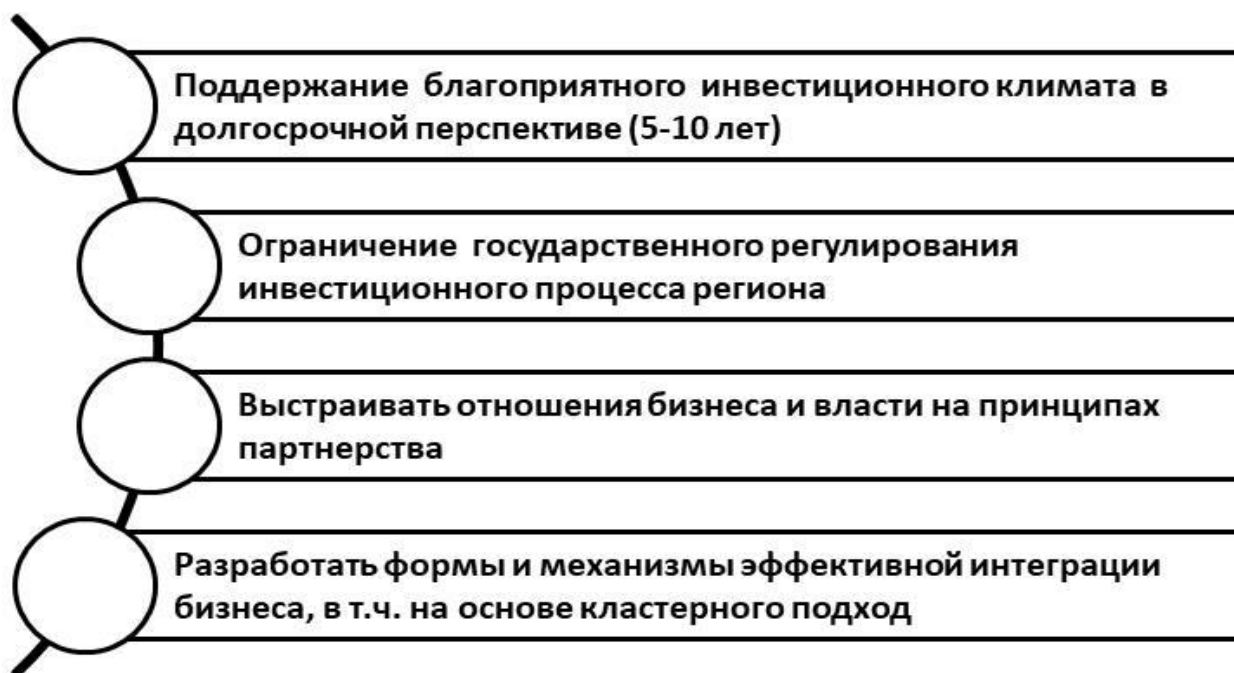 Поддержание благоприятного инвестиционного климата в
долгосрочной перспективе (5-10 лет)
Ограничение государственного регулирования
инвестиционного процесса региона
Выстраивать отношения бизнеса и власти на принципах
партнерства
Разработать формы и механизмы эффективной интеграции
бизнеса, в т.ч. на основе кластерного подход